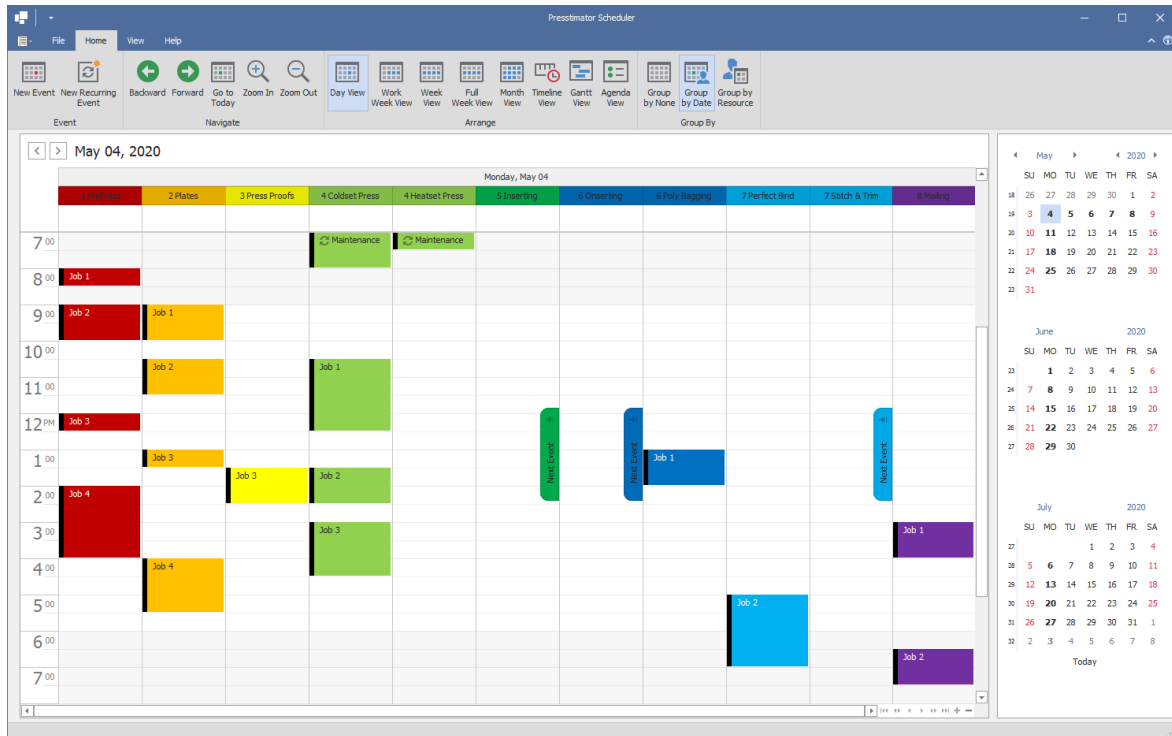 Presstimator Scheduler
File Home View Help
New Event New Recurring Event Backward Forward Go to Today Zoom In Zoom Out Day View Work Week View Week View Full Week View Month View Timeline View Gantt View Agenda View Group by None Group by Date Group by Resource
Event Navigate Arrange Group By
May 04, 2020
Monday, May 04
1 PrePress 2 Plates 3 Press Proofs 4 Coldset Press 4 Heatset Press 5 Inserting 6 Onserting 6 Poly Bagging 7 Perfect Bind 7 Stitch & Trim 8 Mailing
7 00 Maintenance Maintenance
8 00 Job 1
9 00 Job 2 Job 1
10 00 Job 2 Job 1
11 00
12 PM Job 3
Next Event Next Event Next Event
1 00 Job 3 Job 3 Job 2 Job 1
2 00 Job 4
3 00 Job 3 Job 1
4 00 Job 4
5 00 Job 2
6 00 Job 2
7 00
May 2020
SU MO TU WE TH FR SA
18 26 27 28 29 30 1 2
19 3 4 5 6 7 8 9
20 10 11 12 13 14 15 16
21 17 18 19 20 21 22 23
22 24 25 26 27 28 29 30
23 31
June 2020
SU MO TU WE TH FR SA
23 1 2 3 4 5 6
24 7 8 9 10 11 12 13
25 14 15 16 17 18 19 20
26 21 22 23 24 25 26 27
27 28 29 30
July 2020
SU MO TU WE TH FR SA
27 1 2 3 4
28 5 6 7 8 9 10 11
29 12 13 14 15 16 17 18
30 19 20 21 22 23 24 25
31 26 27 28 29 30 31 1
32 2 3 4 5 6 7 8
Today